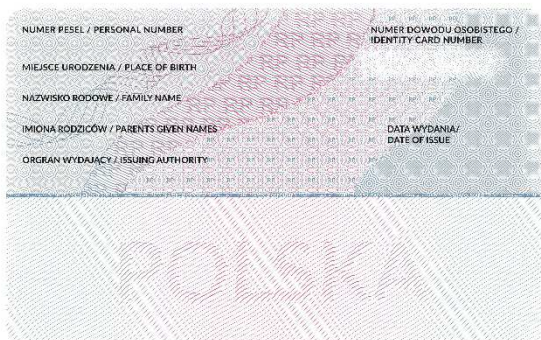 NUMER PESEL / PERSONAL NUMBER
NUMER DOWODU OSOBISTEGO /
IDENTITY CARD NUMBER
MIEJSCE URODZENIA / PLACE OF BIRTH
NAZWISKO RODOWE / FAMILY NAME
IMIONA RODZICÓW / PARENTS GIVEN NAMES
DATA WYDANIA/
DATE OF ISSUE
ORGRAN WYDAJĄCY / ISSUING AUTHORITY
POLSKA